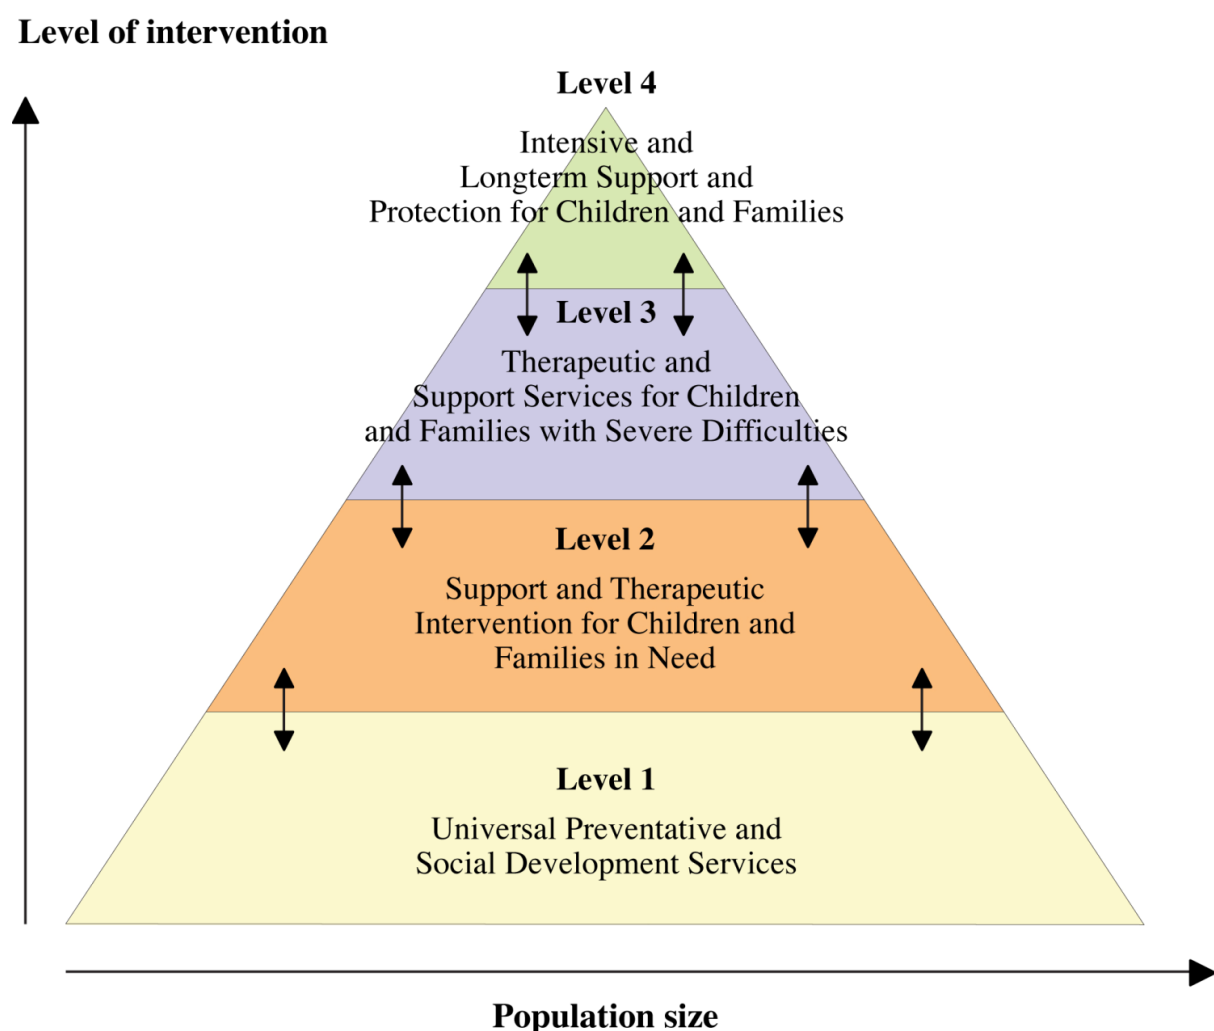 Level of intervention
Level 4
Intensive and
Longterm Support and
Protection for Children and Families
Level 3
Therapeutic and
Support Services for Children
and Families with Severe Difficulties
Level 2
Support and Therapeutic
Intervention for Children and
Families in Need
Level 1
Universal Preventative and
Social Development Services
Population size